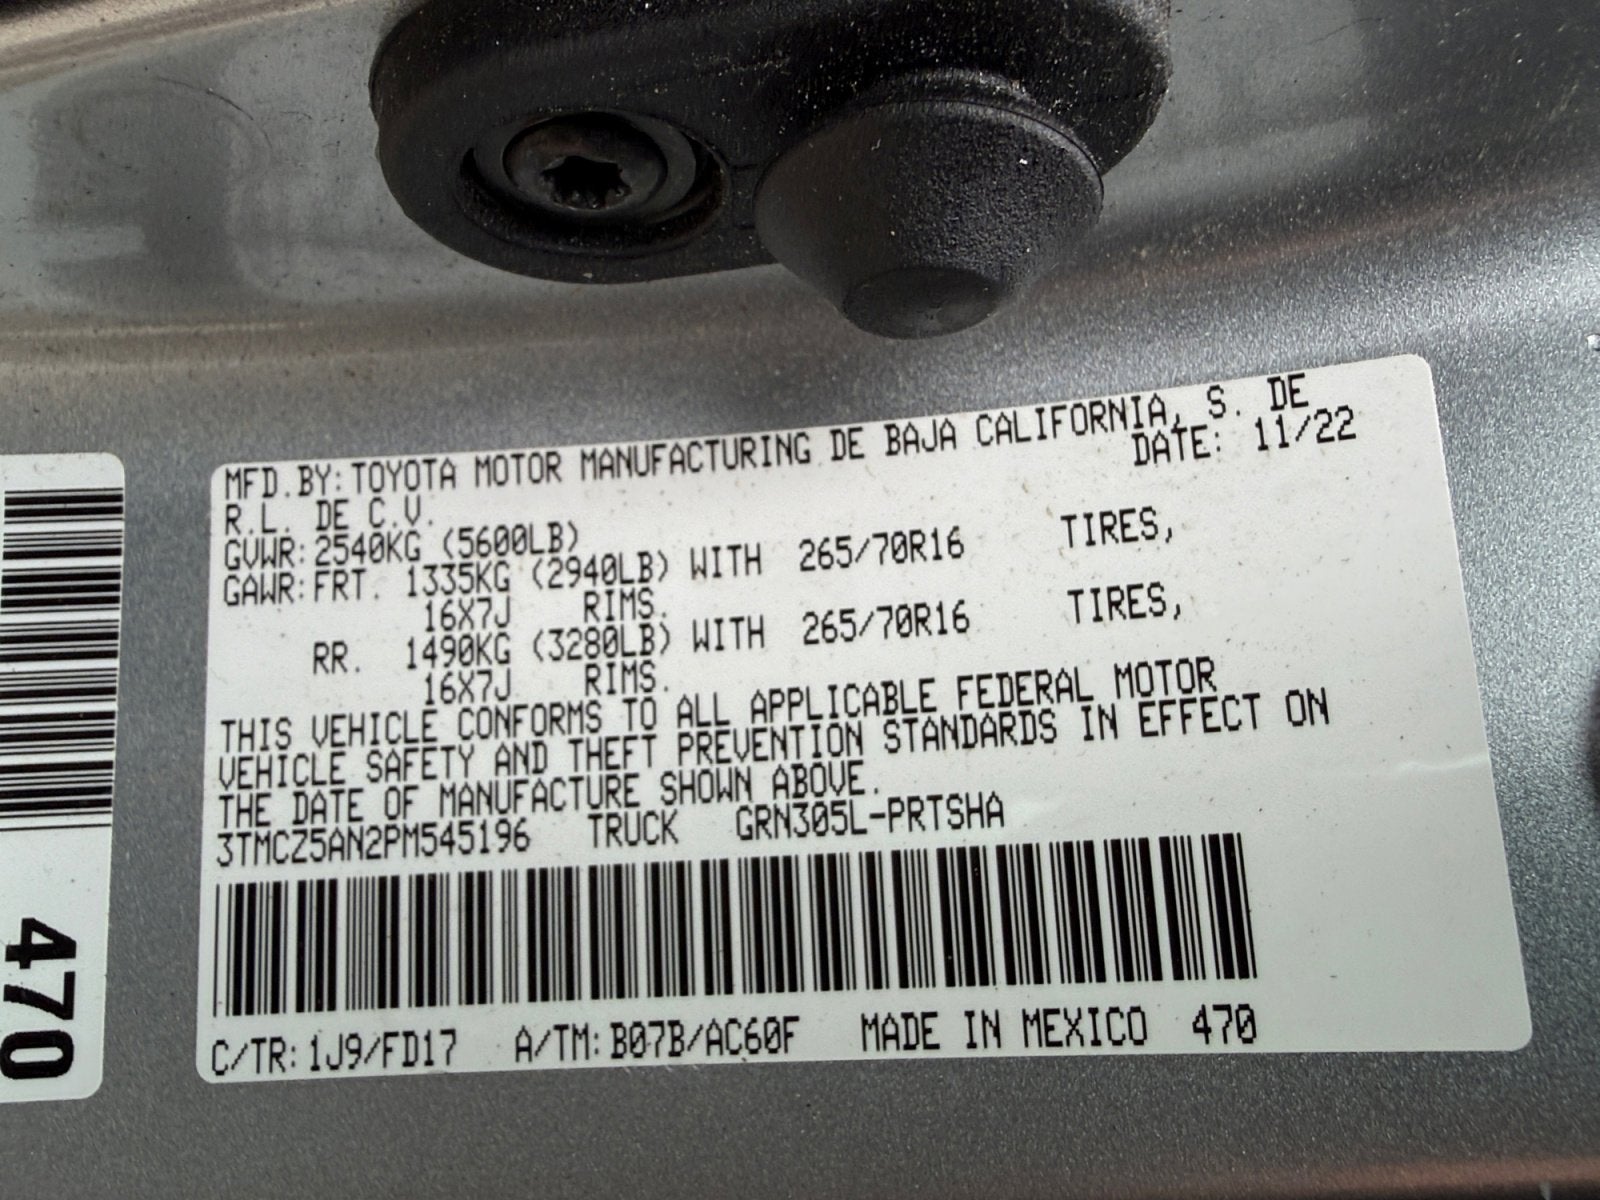 MFD.BY:TOYOTA MOTOR MANUFACTURING DE BAJA CALIFORNIA, S. DE
R.L. DE C.V. DATE: 11/22
GVWR:2540KG (5600LB)
GAWR:FRT. 1335KG (2940LB) WITH 265/70R16 TIRES,
16X7J RIMS.
RR. 1490KG (3280LB) WITH 265/70R16 TIRES,
16X7J RIMS.
THIS VEHICLE CONFORMS TO ALL APPLICABLE FEDERAL MOTOR
VEHICLE SAFETY AND THEFT PREVENTION STANDARDS IN EFFECT ON
THE DATE OF MANUFACTURE SHOWN ABOVE.
3TMCZ5AN2PM545196 TRUCK GRN305L-PRTSHA
C/TR:1J9/FD17 A/TM:B07B/AC60F MADE IN MEXICO 470
470